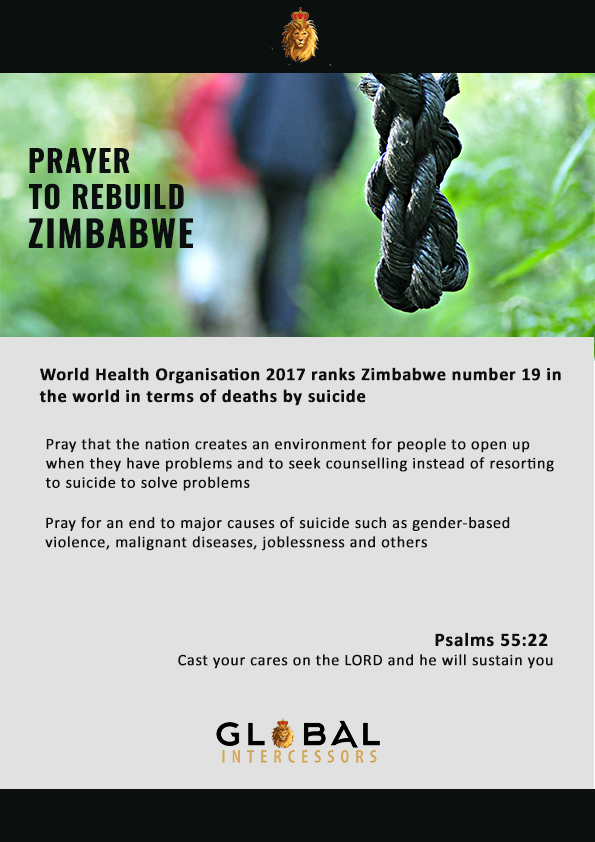 PRAYER
TO REBUILD
ZIMBABWE
World Health Organisation 2017 ranks Zimbabwe number 19 in
the world in terms of deaths by suicide
Pray that the nation creates an environment for people to open up
when they have problems and to seek counselling instead of resorting
to suicide to solve problems
Pray for an end to major causes of suicide such as gender-based
violence, malignant diseases, joblessness and others
Psalms 55:22
Cast your cares on the LORD and he will sustain you
GLOBAL
INTERCESSORS